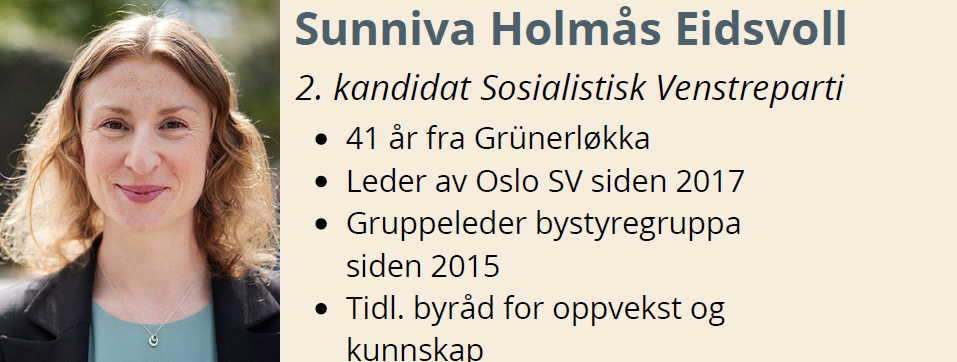 Sunniva Holmås Eidsvoll
2. kandidat Sosialistisk Venstreparti
• 41 år fra Grünerløkka
• Leder av Oslo SV siden 2017
• Gruppeleder bystyregruppa
siden 2015
• Tidl. byråd for oppvekst og
kunnskap